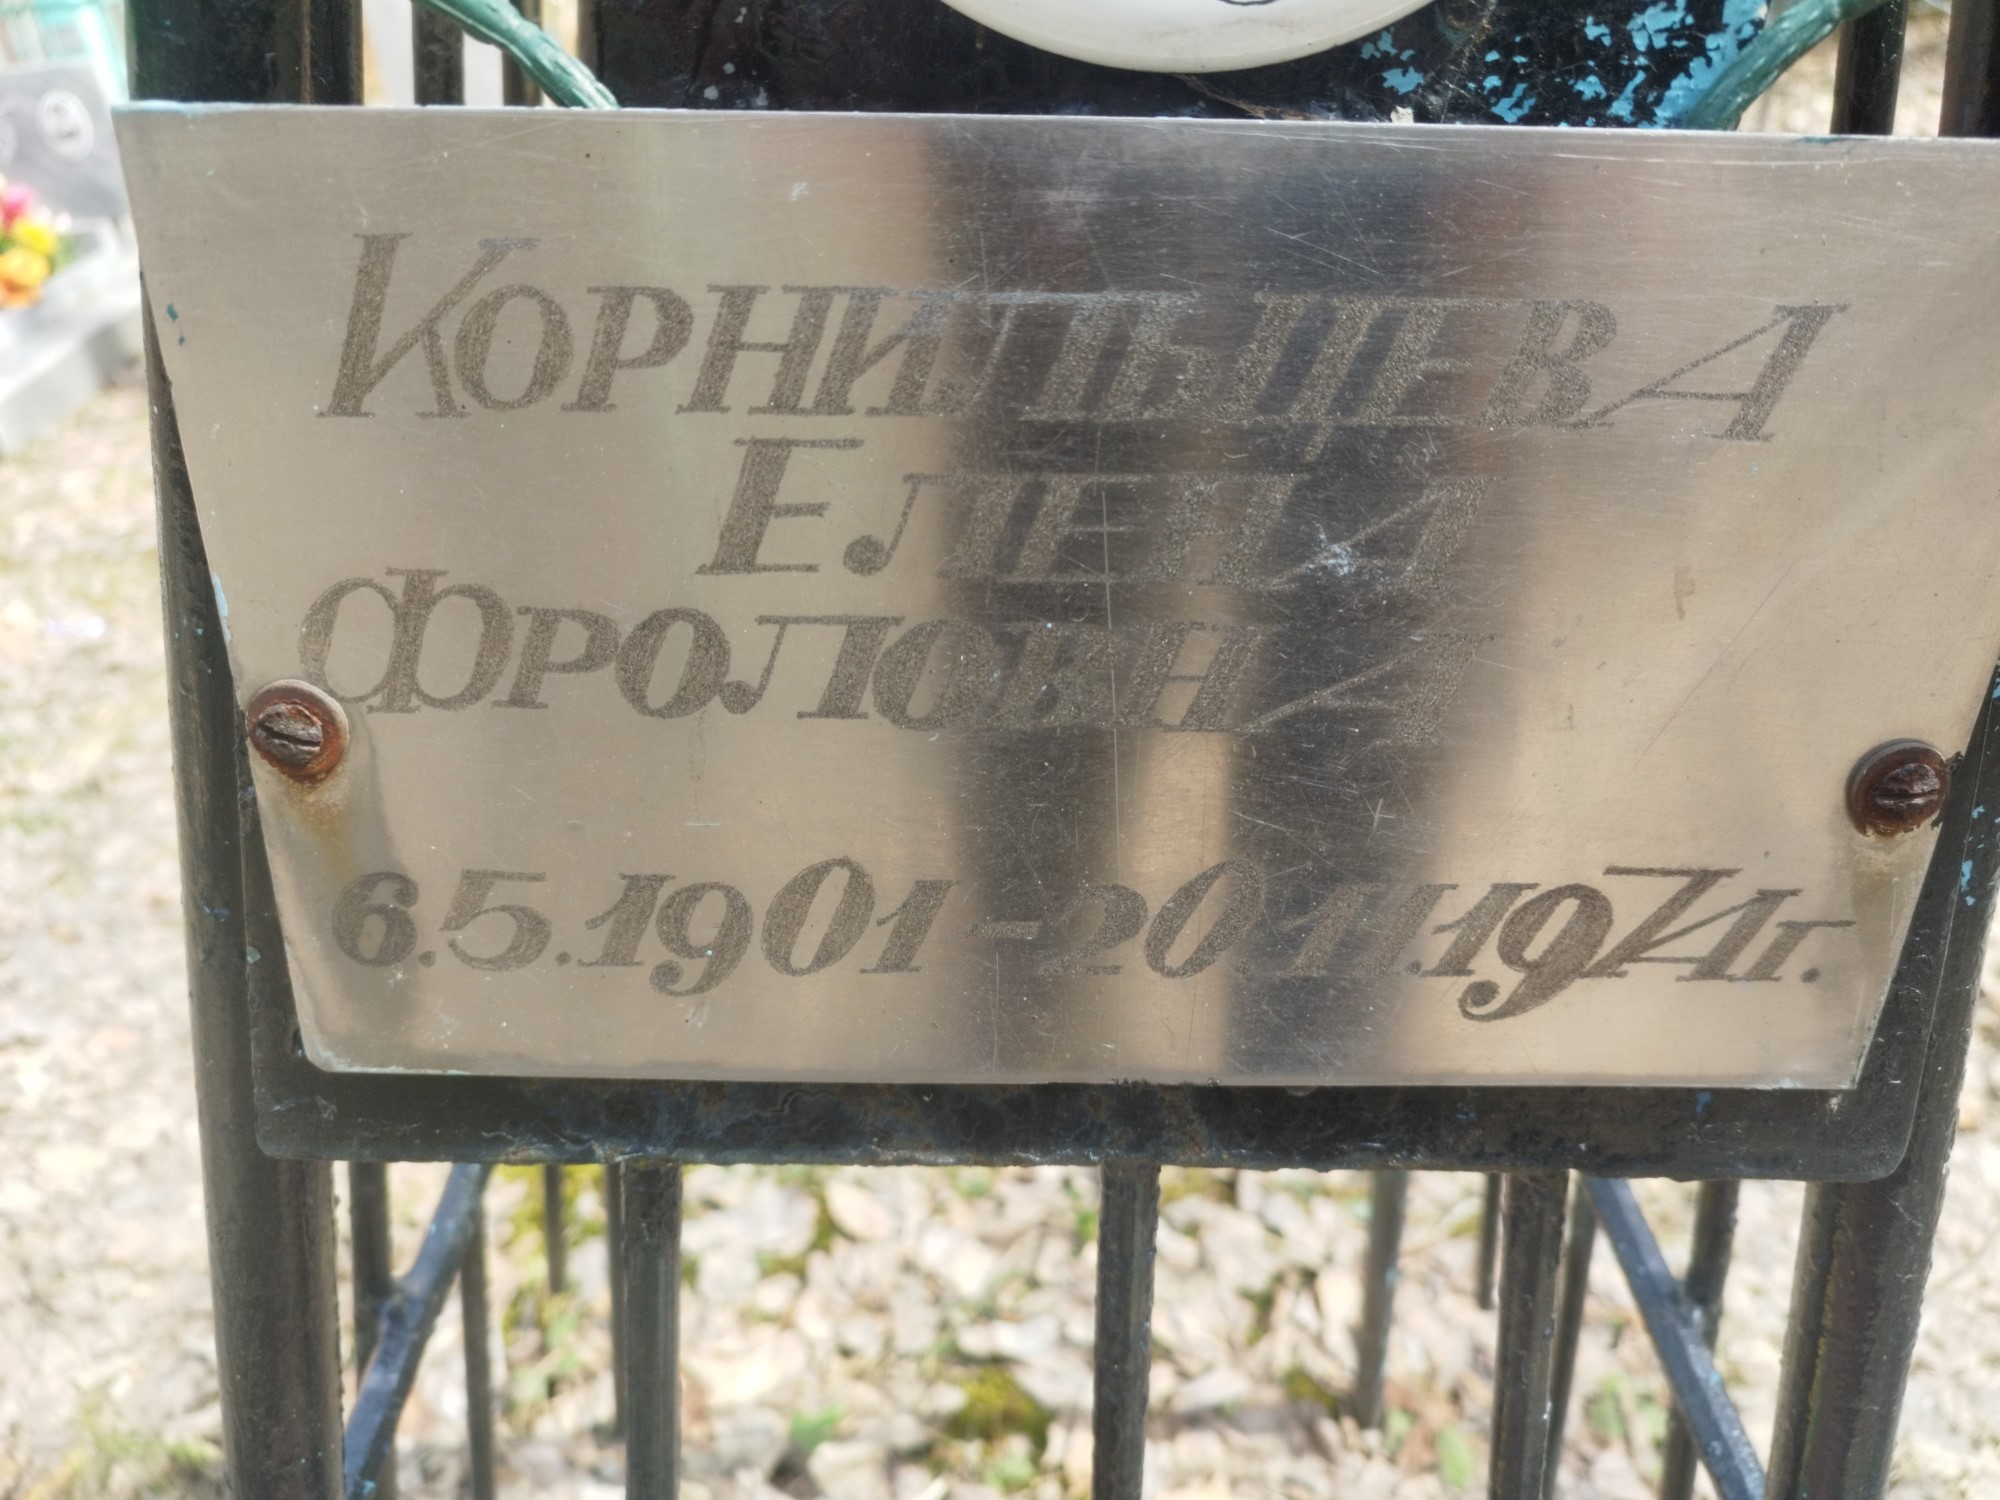 Корнильцева
Елена
Фроловна
6.5.1901-20.11.1974г.